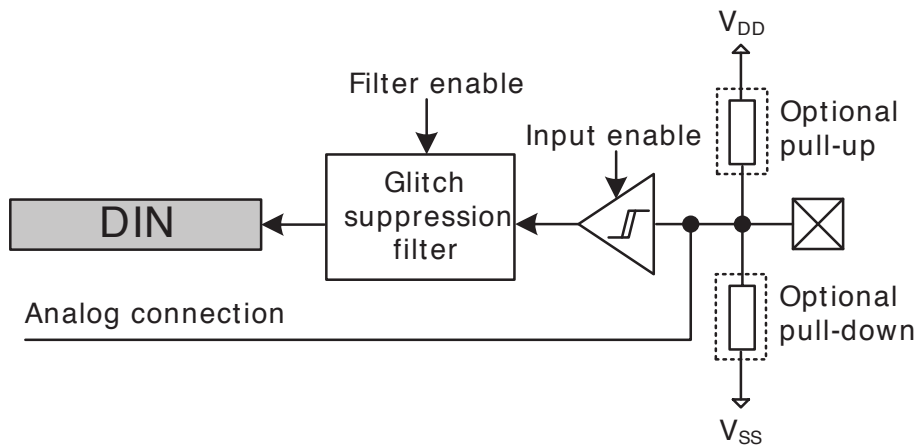 V_DD
Filter enable
Optional
pull-up
Input enable
Glitch
suppression
filter
DIN
Analog connection
Optional
pull-down
V_SS